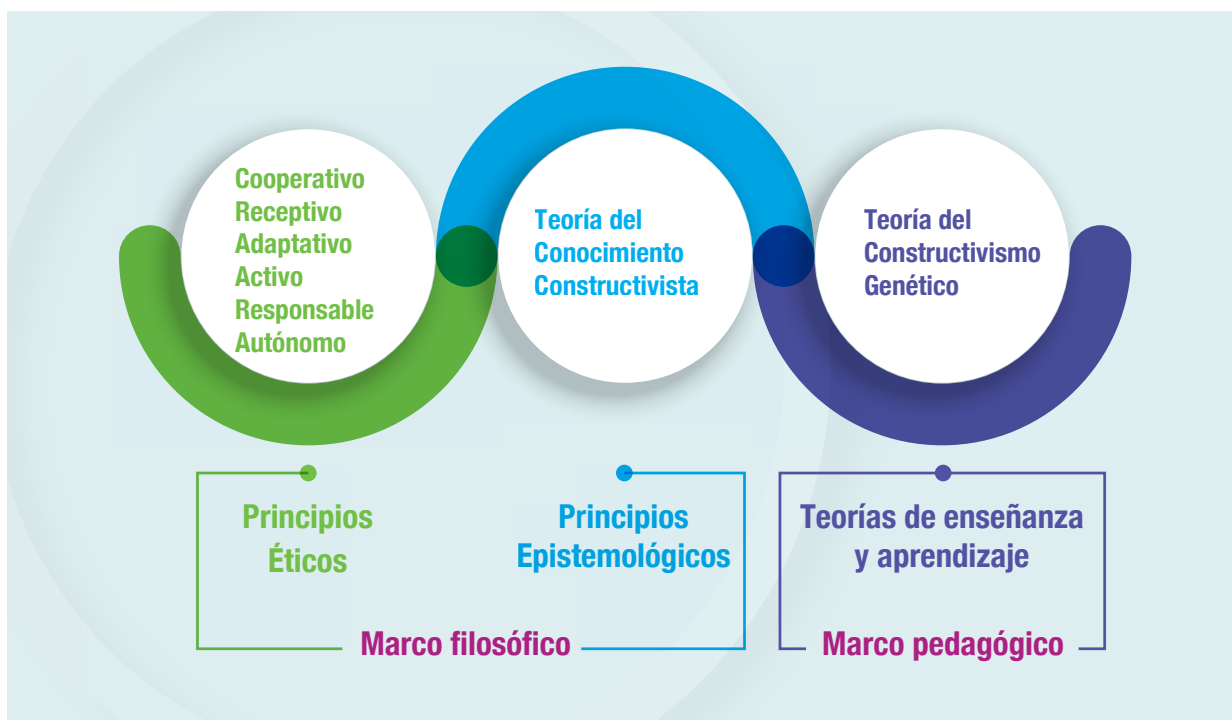 Cooperativo
Receptivo
Adaptativo
Activo
Responsable
Autónomo
Teoría del
Conocimiento
Constructivista
Teoría del
Constructivismo
Genético
Principios
Éticos
Principios
Epistemológicos
Teorías de enseñanza
y aprendizaje
Marco filosófico
Marco pedagógico